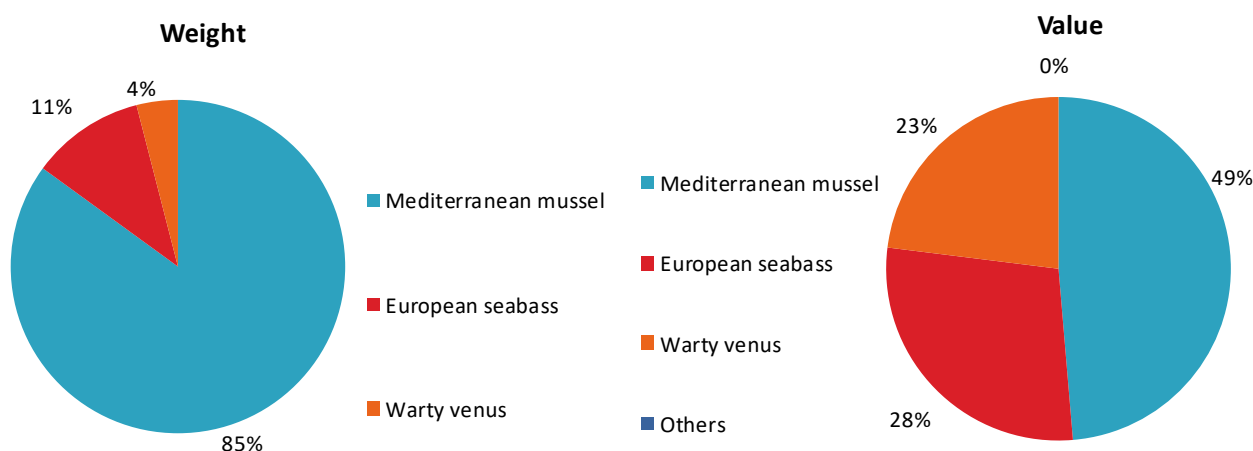 Weight
4%
11%
85%
Mediterranean mussel
European seabass
Warty venus
Value
0%
23%
49%
28%
Mediterranean mussel
European seabass
Warty venus
Others